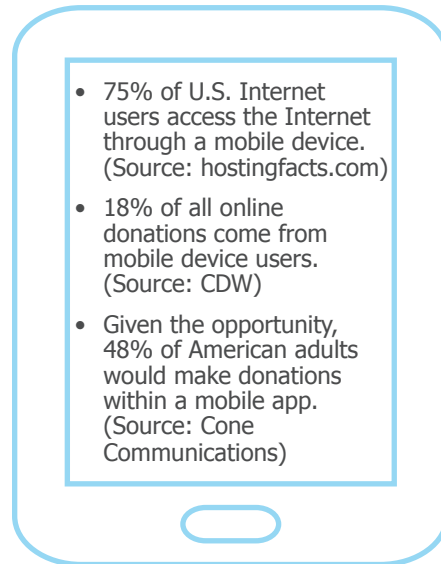 • 75% of U.S. Internet
users access the Internet
through a mobile device.
(Source: hostingfacts.com)
• 18% of all online
donations come from
mobile device users.
(Source: CDW)
• Given the opportunity,
48% of American adults
would make donations
within a mobile app.
(Source: Cone
Communications)